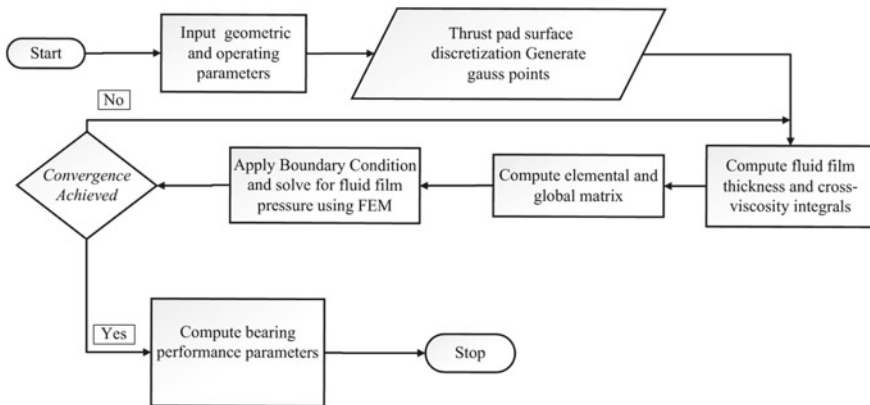 Start
Input geometric
and operating
parameters
Thrust pad surface
discretization Generate
gauss points
No
Convergence
Achieved
Apply Boundary Condition
and solve for fluid film
pressure using FEM
Compute elemental and
global matrix
Compute fluid film
thickness and cross-
viscosity integrals
Yes
Compute bearing
performance parameters
Stop